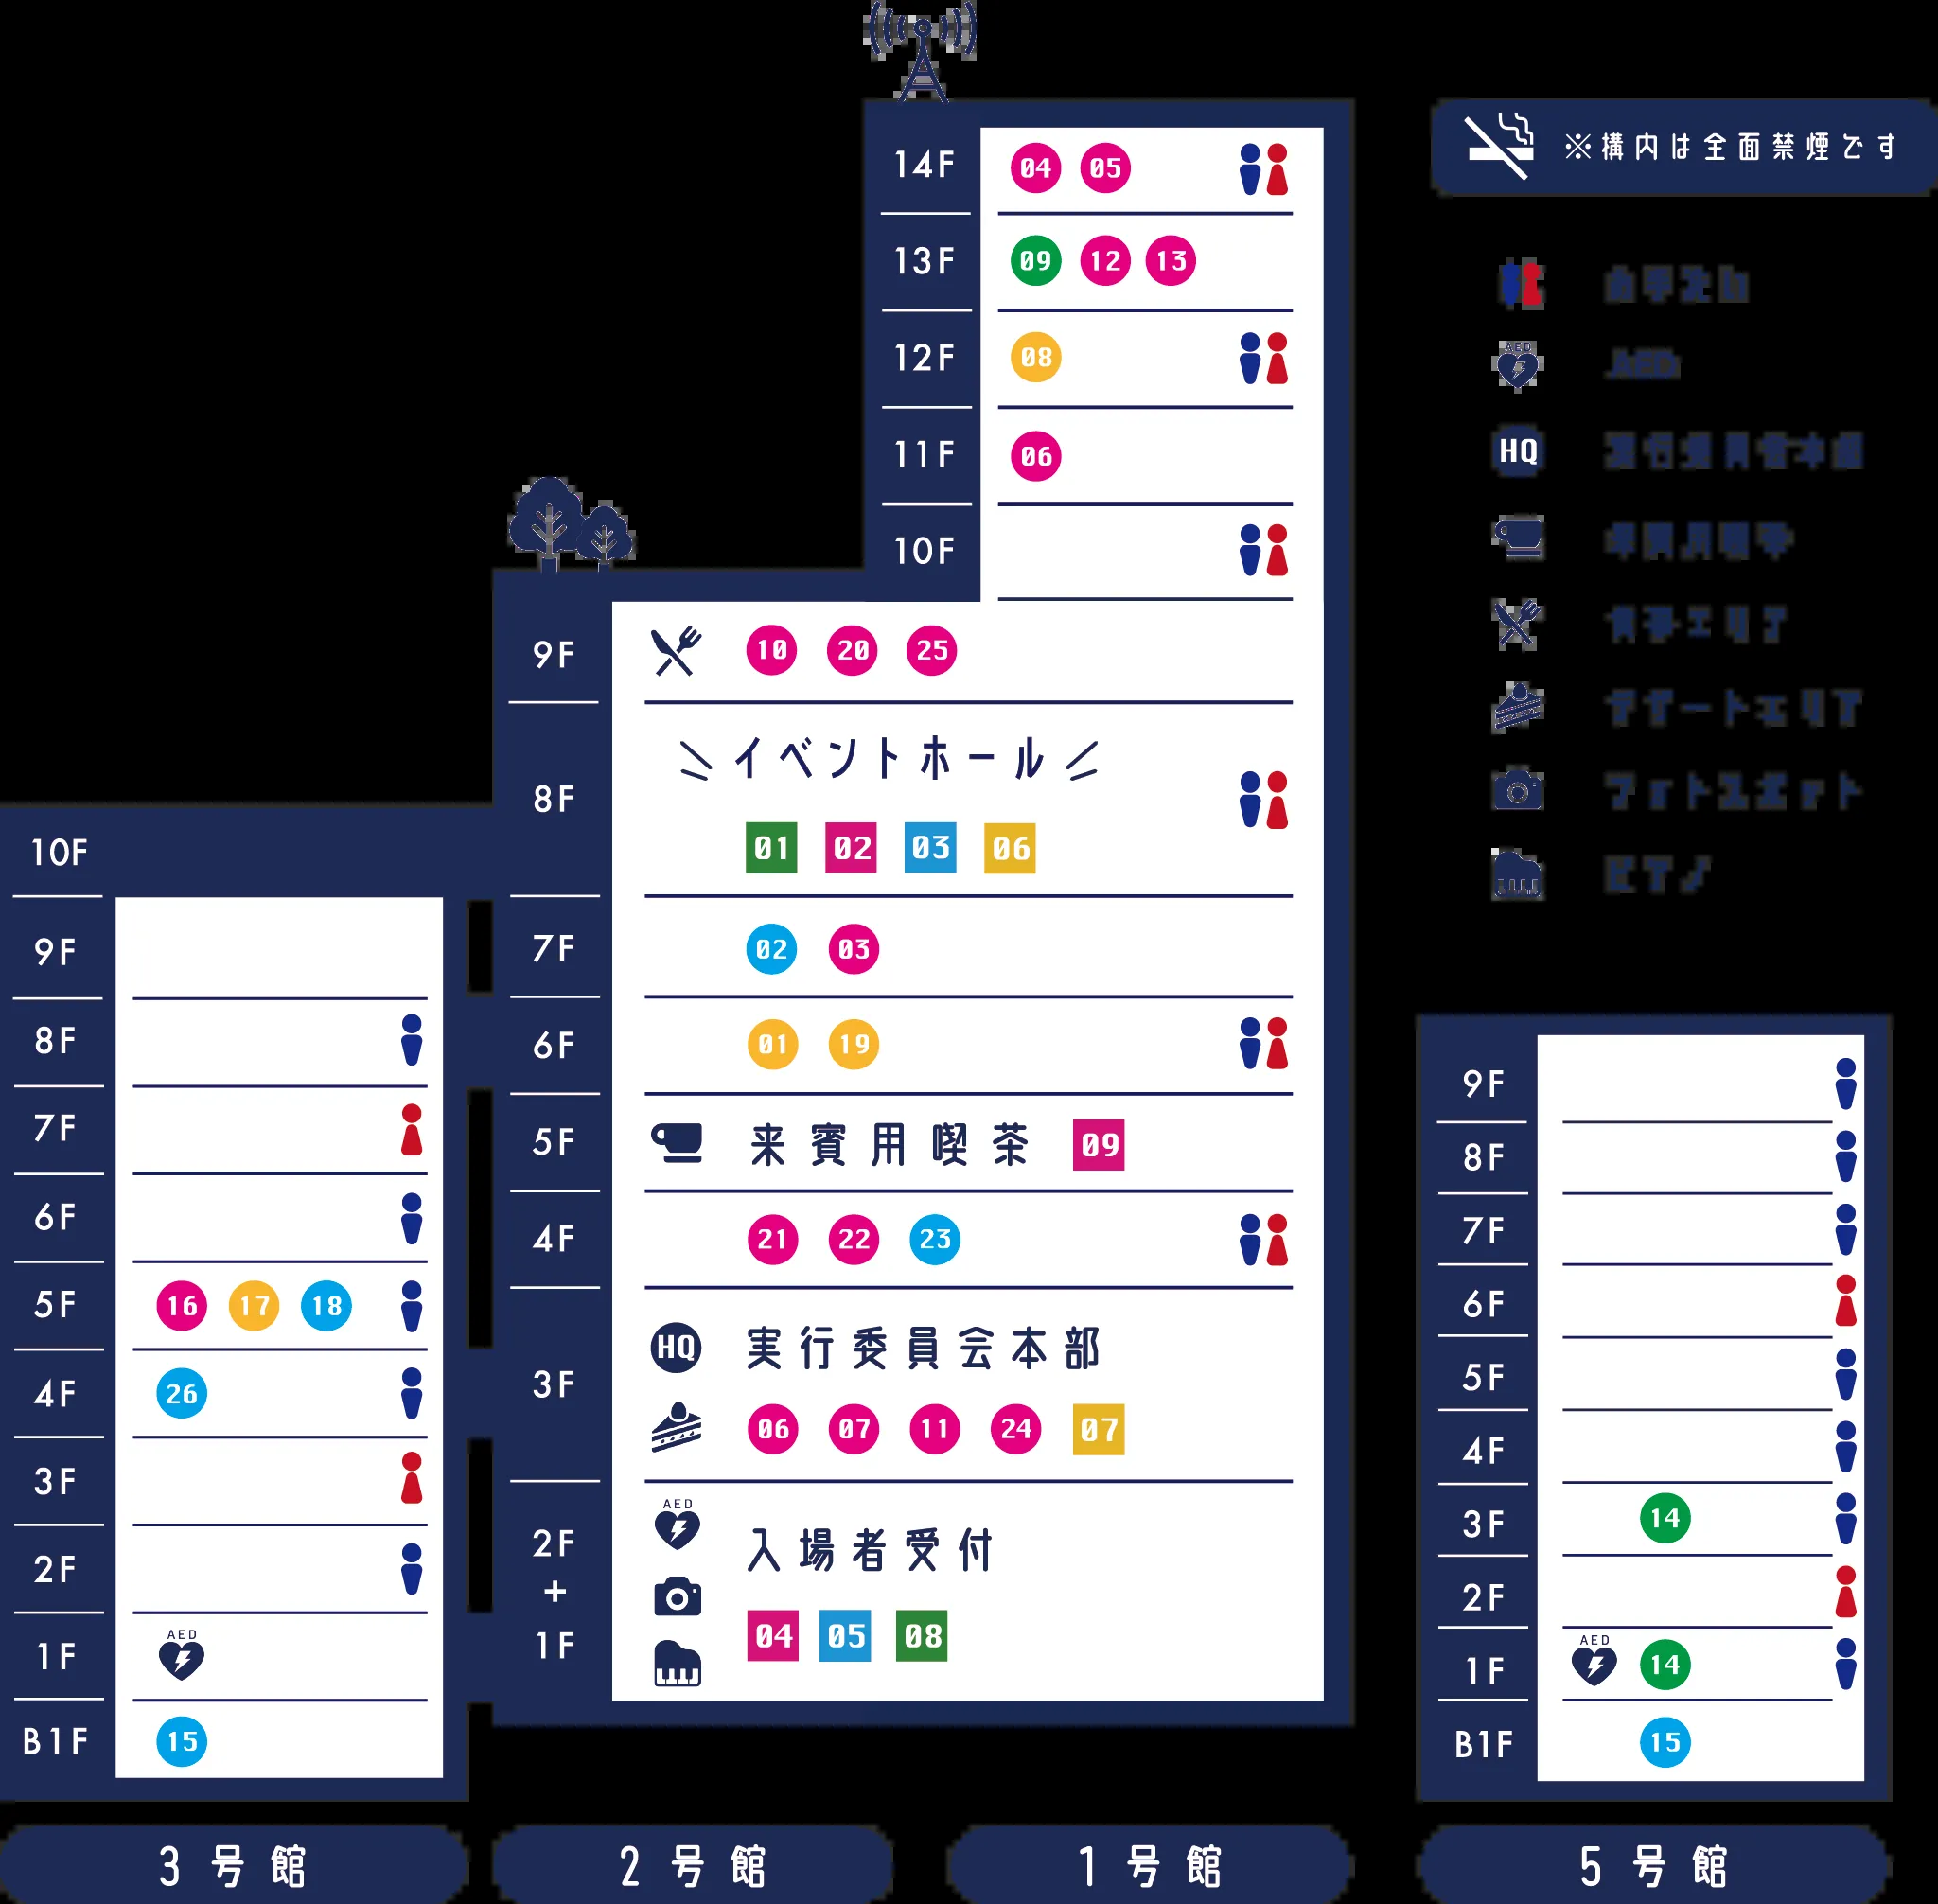 ※構内は全面禁煙です
AED
HQ
14F 04 05
13F 09 12 13
12F 08
11F 06
10F
9F 10 20 25
8F イベントホール
01 02 03 06
7F 02 03
6F 01 19
5F 来賓用喫茶 09
4F 21 22 23
3F HQ 実行委員会本部
06 07 11 24 07
AED
2F
+
1F
入場者受付
04 05 08
10F
9F
8F
7F
6F
5F 16 17 18
4F 26
3F
2F
AED
1F
B1F 15
9F
8F
7F
6F
5F
4F
3F 14
2F
AED
1F 14
B1F 15
3号館
2号館
1号館
5号館